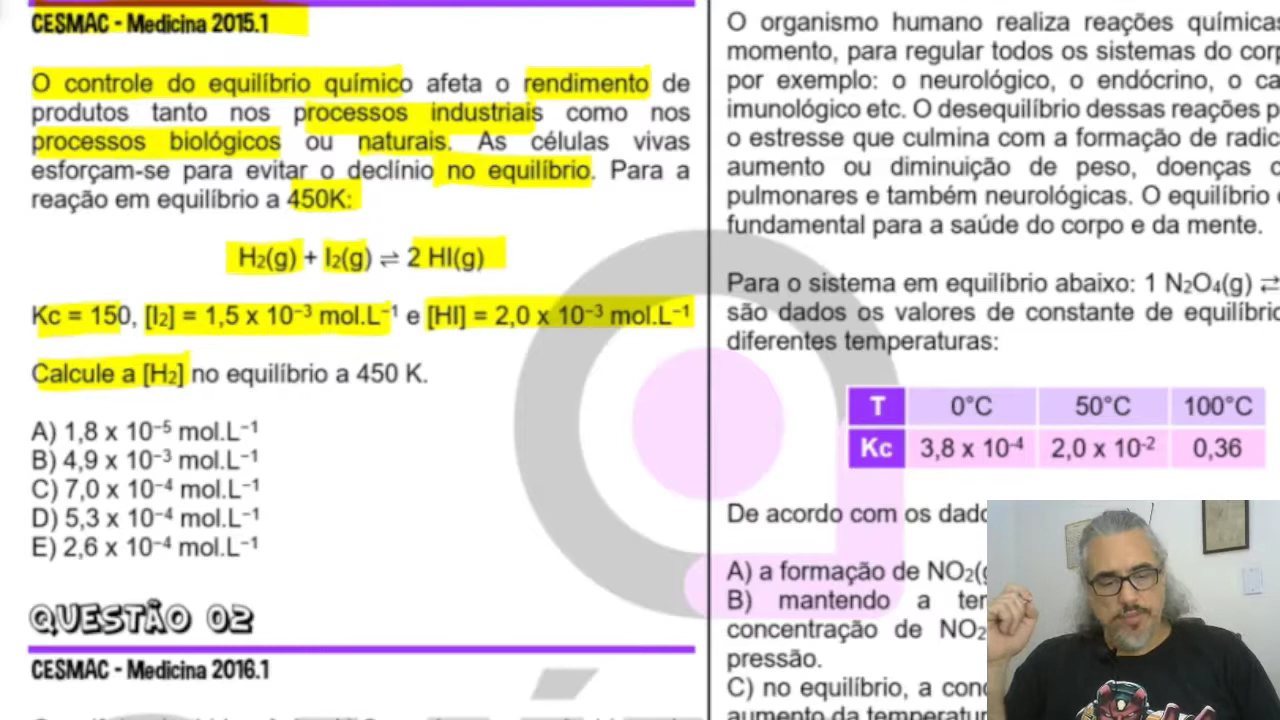 CESMAC - Medicina 2015.1
O controle do equilíbrio químico afeta o rendimento de
produtos tanto nos processos industriais como nos
processos biológicos ou naturais. As células vivas
esforçam-se para evitar o declínio no equilíbrio. Para a
reação em equilíbrio a 450K:
H₂(g) + I₂(g) ⇌ 2 HI(g)
Kc = 150, [I₂] = 1,5 x 10⁻³ mol.L⁻¹ e [HI] = 2,0 x 10⁻³ mol.L⁻¹
Calcule a [H₂] no equilíbrio a 450 K.
A) 1,8 x 10⁻⁵ mol.L⁻¹
B) 4,9 x 10⁻³ mol.L⁻¹
C) 7,0 x 10⁻⁴ mol.L⁻¹
D) 5,3 x 10⁻⁴ mol.L⁻¹
E) 2,6 x 10⁻⁴ mol.L⁻¹
QUESTÃO 02
CESMAC - Medicina 2016.1
O organismo humano realiza reações químicas
momento, para regular todos os sistemas do corp
por exemplo: o neurológico, o endócrino, o ca
imunológico etc. O desequilíbrio dessas reações p
o estresse que culmina com a formação de radic
aumento ou diminuição de peso, doenças c
pulmonares e também neurológicas. O equilíbrio
fundamental para a saúde do corpo e da mente.
Para o sistema em equilíbrio abaixo: 1 N₂O₄(g) ⇌
são dados os valores de constante de equilíbrio
diferentes temperaturas:
T 0°C 50°C 100°C
Kc 3,8 x 10⁻⁴ 2,0 x 10⁻² 0,36
De acordo com os dado
A) a formação de NO₂(g
B) mantendo a ter
concentração de NO₂
pressão.
C) no equilíbrio, a con
aumento da temperatur